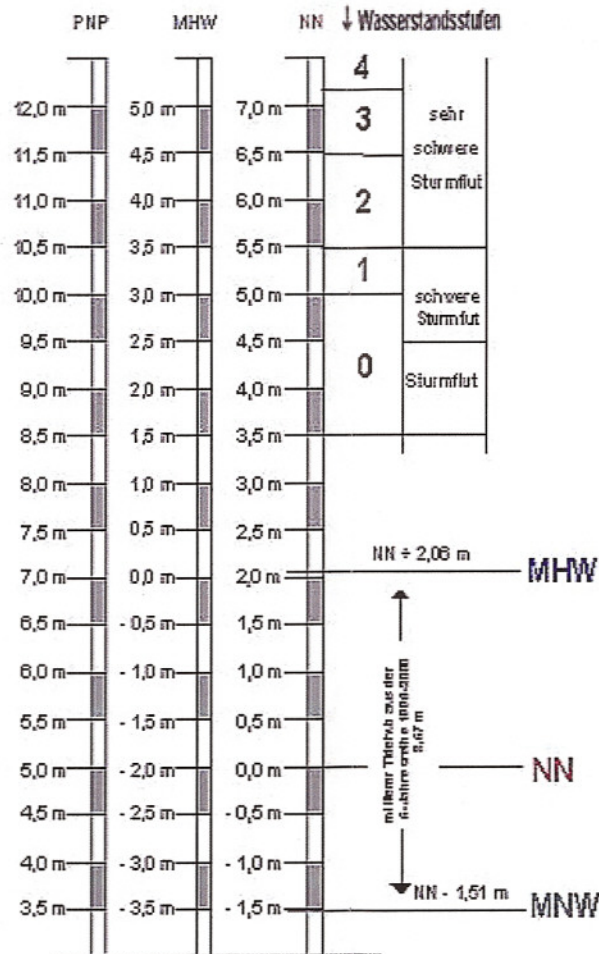 PNP MHW NN ↓ Wasserstandsstufen
4
12,0 m 5,0 m 7,0 m 3 sehr
11,5 m 4,5 m 6,5 m schwere
Sturmflut
11,0 m 4,0 m 6,0 m 2
10,5 m 3,5 m 5,5 m
1
10,0 m 3,0 m 5,0 m schwere
Sturmfut
9,5 m 2,5 m 4,5 m
0 Sturmflut
9,0 m 2,0 m 4,0 m
8,5 m 1,5 m 3,5 m
8,0 m 1,0 m 3,0 m
7,5 m 0,5 m 2,5 m
NN + 2,06 m
7,0 m 0,0 m 2,0 m MHW
6,5 m - 0,5 m 1,5 m
6,0 m - 1,0 m 1,0 m
5,5 m - 1,5 m 0,5 m
5,0 m - 2,0 m 0,0 m NN
4,5 m - 2,5 m - 0,5 m
4,0 m - 3,0 m - 1,0 m
NN - 1,51 m
3,5 m - 3,5 m - 1,5 m MNW
aus der